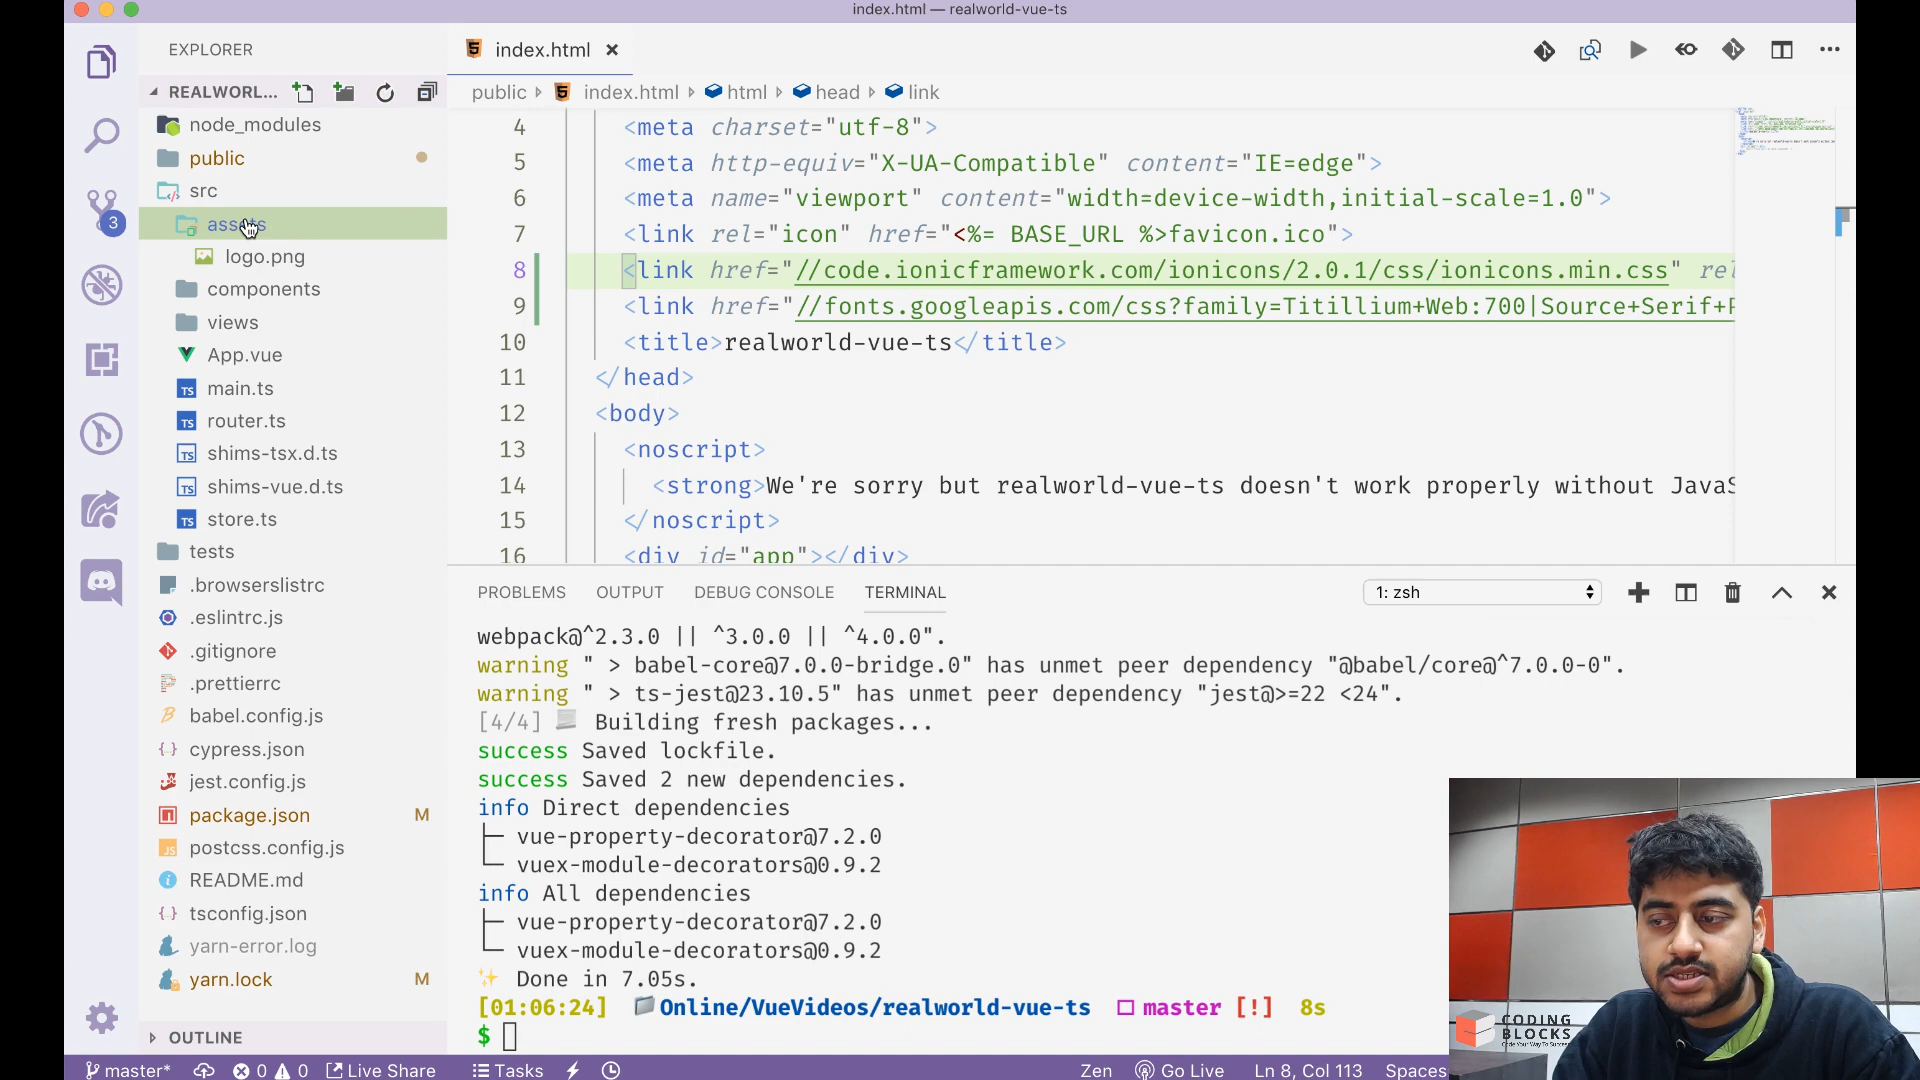 index.html — realworld-vue-ts
EXPLORER
REALWORL...
node_modules
public
src
assets
logo.png
components
views
App.vue
main.ts
router.ts
shims-tsx.d.ts
shims-vue.d.ts
store.ts
tests
.browserslistrc
.eslintrc.js
.gitignore
.prettierrc
babel.config.js
cypress.json
jest.config.js
package.json M
postcss.config.js
README.md
tsconfig.json
yarn-error.log
yarn.lock M
OUTLINE
3
index.html
public index.html html head link
4 <meta charset="utf-8">
5 <meta http-equiv="X-UA-Compatible" content="IE=edge">
6 <meta name="viewport" content="width=device-width,initial-scale=1.0">
7 <link rel="icon" href="<%= BASE_URL %>favicon.ico">
8 <link href="//code.ionicframework.com/ionicons/2.0.1/css/ionicons.min.css" rel
9 <link href="//fonts.googleapis.com/css?family=Titillium+Web:700|Source+Serif+P
10 <title>realworld-vue-ts</title>
11 </head>
12 <body>
13 <noscript>
14 <strong>We're sorry but realworld-vue-ts doesn't work properly without JavaS
15 </noscript>
16 <div id="app"></div>
PROBLEMS OUTPUT DEBUG CONSOLE TERMINAL 1: zsh
webpack@^2.3.0 || ^3.0.0 || ^4.0.0".
warning " > babel-core@7.0.0-bridge.0" has unmet peer dependency "@babel/core@^7.0.0-0".
warning " > ts-jest@23.10.5" has unmet peer dependency "jest@>=22 <24".
[4/4] Building fresh packages...
success Saved lockfile.
success Saved 2 new dependencies.
info Direct dependencies
├─ vue-property-decorator@7.2.0
└─ vuex-module-decorators@0.9.2
info All dependencies
├─ vue-property-decorator@7.2.0
└─ vuex-module-decorators@0.9.2
Done in 7.05s.
[01:06:24] Online/VueVideos/realworld-vue-ts master [!] 8s
$
CODING
BLOCKS
Code Your Way To Success
master* 0 0 Live Share Tasks Zen Go Live Ln 8, Col 113 Spaces